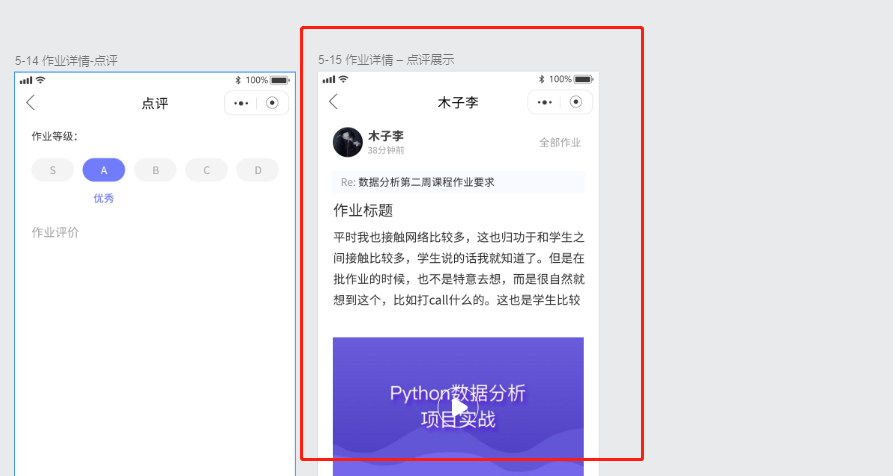 5-14 作业详情-点评
100%
点评
作业等级：
S
A
B
C
D
优秀
作业评价
5-15 作业详情 – 点评展示
100%
木子李
木子李
38分钟前
全部作业
Re: 数据分析第二周课程作业要求
作业标题
平时我也接触网络比较多，这也归功于和学生之
间接触比较多，学生说的话我就知道了。但是在
批作业的时候，也不是特意去想，而是很自然就
想到这个，比如打call什么的。这也是学生比较
Python数据分析
项目实战